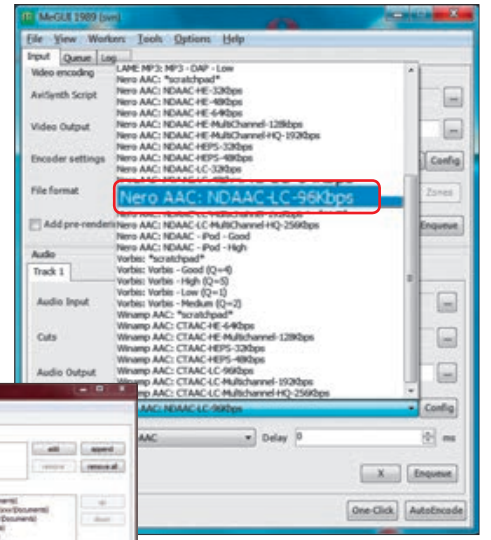 MeGUI 1989 (svn)
File View Workers Tools Options Help
Input Queue Log
Video encoding
LAME MP3: MP3 - DAP - Low
Nero AAC: *scratchpad*
Nero AAC: NDAAC-HE-32Kbps
AviSynth Script
Nero AAC: NDAAC-HE-48Kbps
Nero AAC: NDAAC-HE-64Kbps
Nero AAC: NDAAC-HE-MultiChannel-128kbps
Video Output
Nero AAC: NDAAC-HE-MultiChannel-HQ-192Kbps
Nero AAC: NDAAC-HEPS-32Kbps
Encoder settings
Nero AAC: NDAAC-HEPS-48Kbps
Config
Nero AAC: NDAAC-LC-32Kbps
File format
Nero AAC: NDAAC-LC-96Kbps
Zones
Add pre-renderin
Nero AAC: NDAAC-LC-MultiChannel-HQ-256Kbps
Enqueue
Nero AAC: NDAAC - iPod - Good
Nero AAC: NDAAC - iPod - High
Audio
Vorbis: *scratchpad*
Track 1
Vorbis: Vorbis - Good (Q=4)
Vorbis: Vorbis - High (Q=5)
Vorbis: Vorbis - Low (Q=1)
Audio Input
Vorbis: Vorbis - Medium (Q=2)
Winamp AAC: *scratchpad*
Winamp AAC: CTAAC-HE-64Kbps
Cuts
Winamp AAC: CTAAC-HE-Multichannel-128Kbps
Winamp AAC: CTAAC-HEPS-32Kbps
Winamp AAC: CTAAC-HEPS-48Kbps
Audio Output
Winamp AAC: CTAAC-LC-96Kbps
Winamp AAC: CTAAC-LC-Multichannel-192Kbps
Winamp AAC: CTAAC-LC-Multichannel-HQ-256Kbps
AAC: NDAAC-LC-96Kbps
Config
AAC
Delay 0 ms
X Enqueue
One-Click AutoEncode
add append
remove remove all
up
down